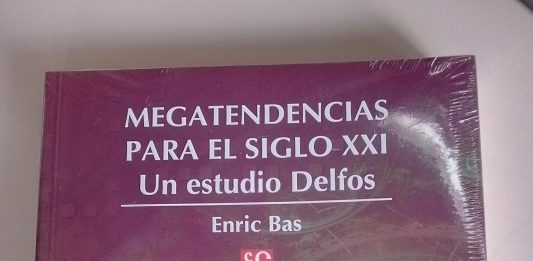 MEGATENDENCIAS
PARA EL SIGLO XXI
Un estudio Delfos
Enric Bas